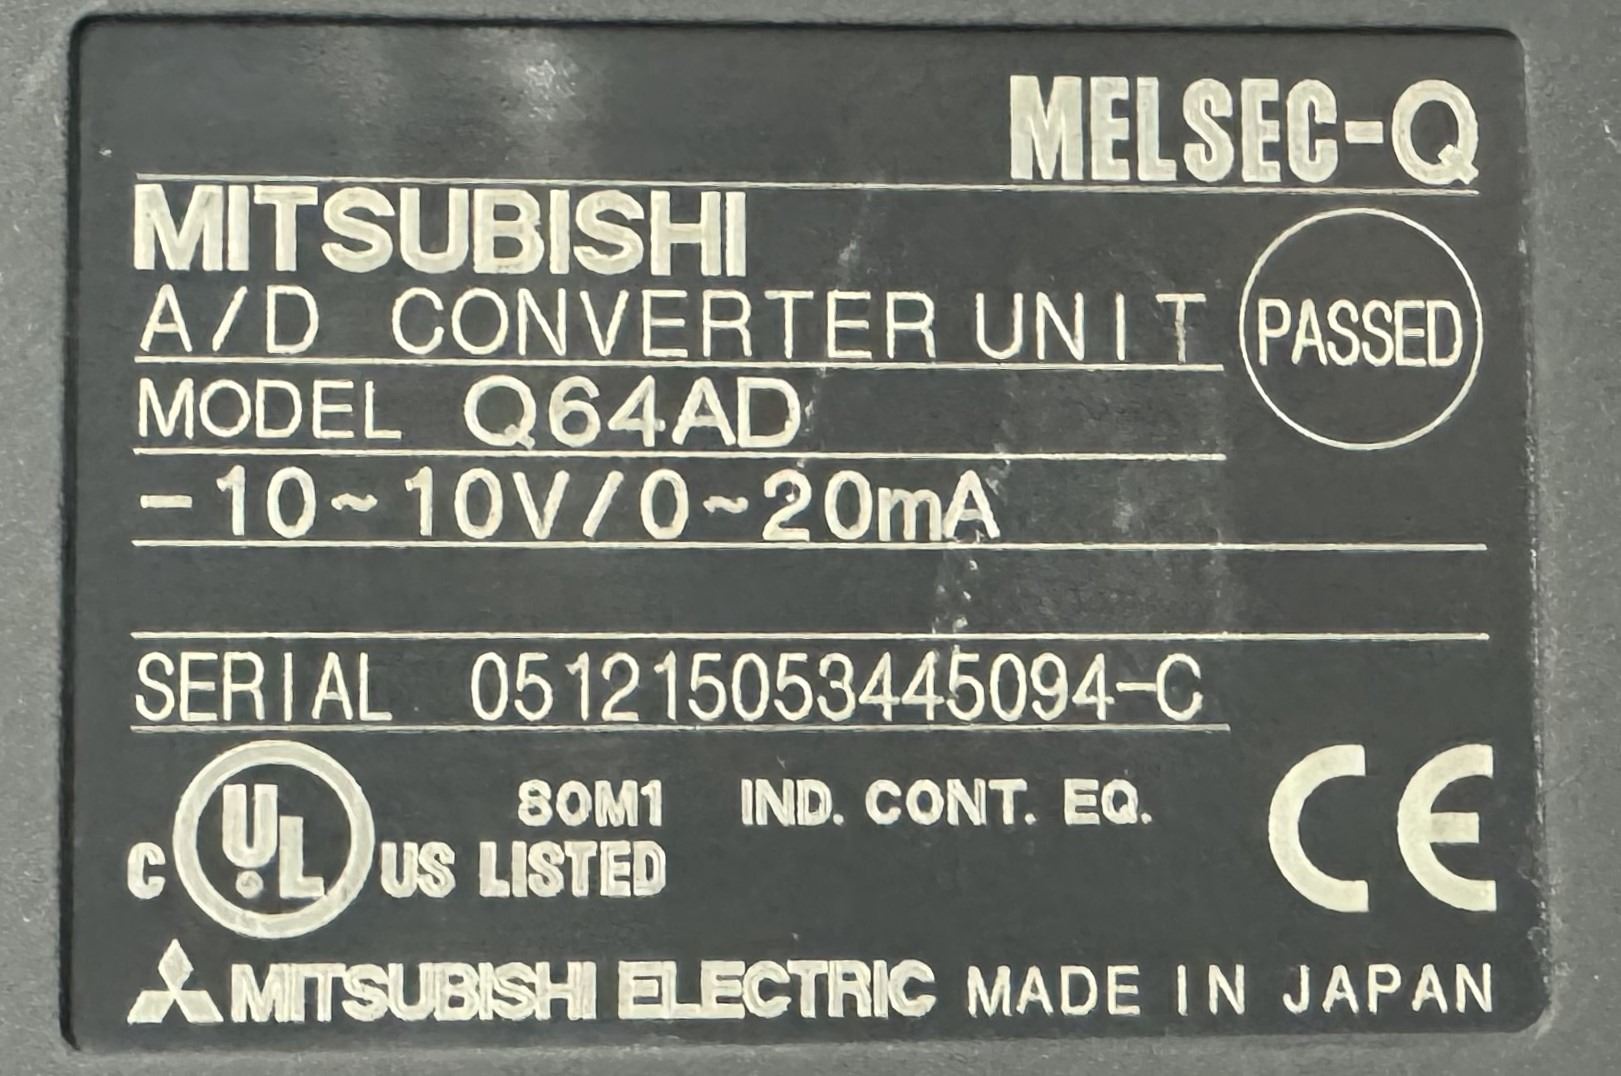 MELSEC-Q
MITSUBISHI
A/D CONVERTER UNIT
PASSED
MODEL Q64AD
-10~10V/0~20mA
SERIAL 051215053445094-C
C UL US LISTED
80M1 IND. CONT. EQ.
CE
MITSUBISHI ELECTRIC MADE IN JAPAN